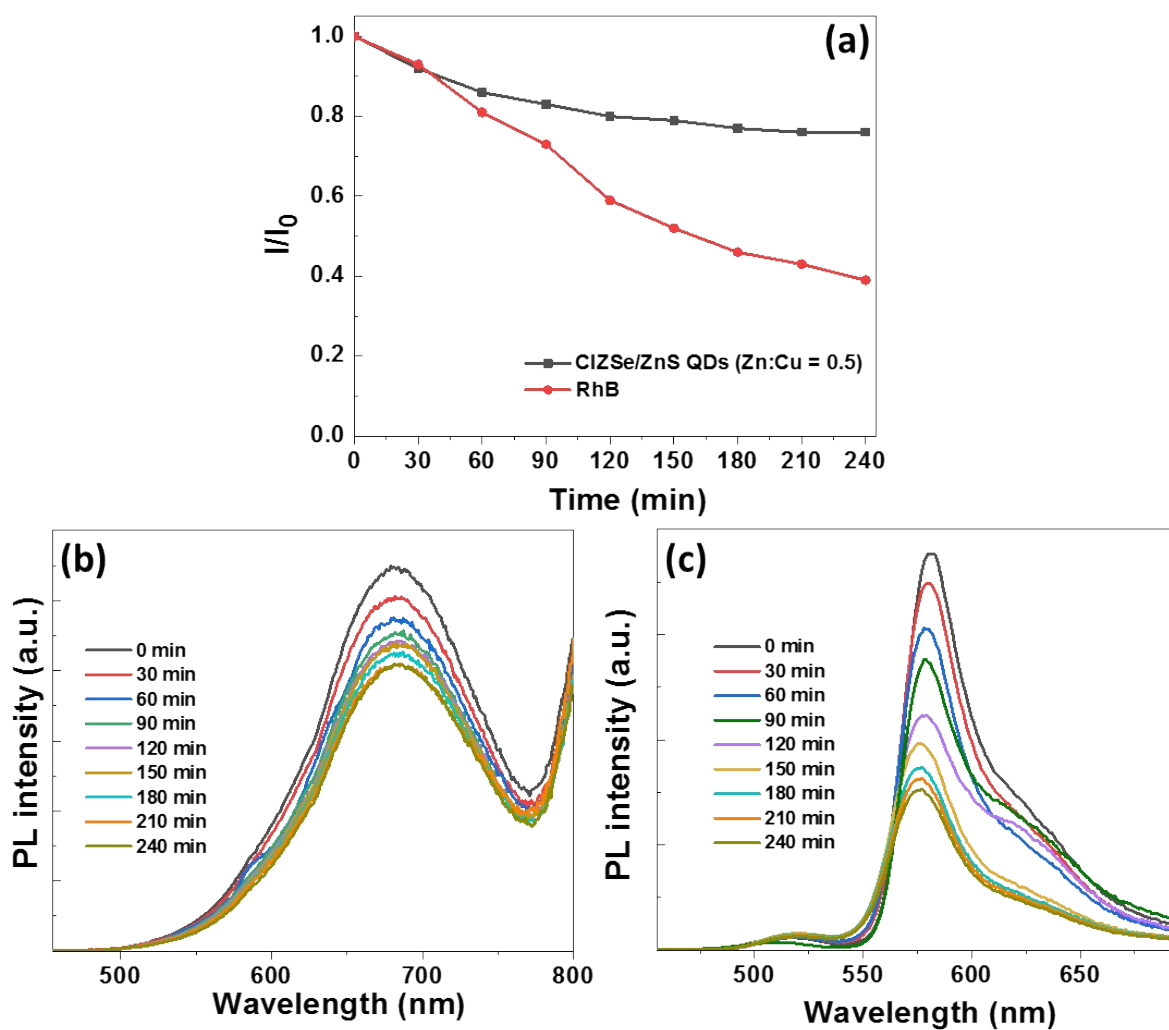 (a)
1.0
0.8
0.6
0.4
0.2
0.0
I/I0
CIZSe/ZnS QDs (Zn:Cu = 0.5)
RhB
0 30 60 90 120 150 180 210 240
Time (min)
(b)
PL intensity (a.u.)
0 min
30 min
60 min
90 min
120 min
150 min
180 min
210 min
240 min
500 600 700 800
Wavelength (nm)
(c)
PL intensity (a.u.)
0 min
30 min
60 min
90 min
120 min
150 min
180 min
210 min
240 min
500 550 600 650
Wavelength (nm)